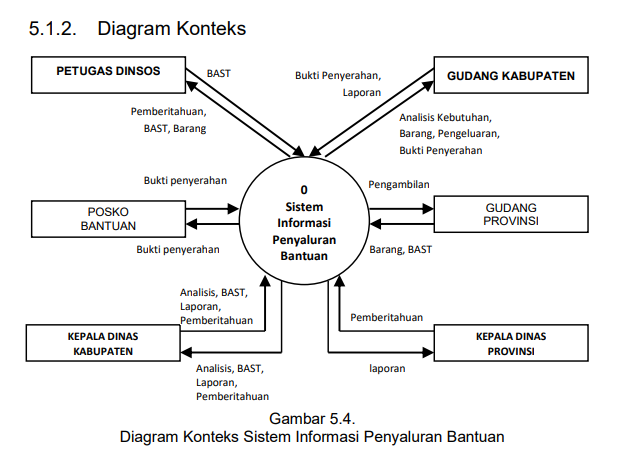 5.1.2. Diagram Konteks
PETUGAS DINSOS
BAST
Pemberitahuan,
BAST, Barang
Bukti Penyerahan,
Laporan
GUDANG KABUPATEN
Analisis Kebutuhan,
Barang, Pengeluaran,
Bukti Penyerahan
Bukti penyerahan
POSKO
BANTUAN
Bukti penyerahan
0
Sistem
Informasi
Penyaluran
Bantuan
Pengambilan
GUDANG
PROVINSI
Barang, BAST
Analisis, BAST,
Laporan,
Pemberitahuan
KEPALA DINAS
KABUPATEN
Analisis, BAST,
Laporan,
Pemberitahuan
Pemberitahuan
KEPALA DINAS
PROVINSI
laporan
Gambar 5.4.
Diagram Konteks Sistem Informasi Penyaluran Bantuan